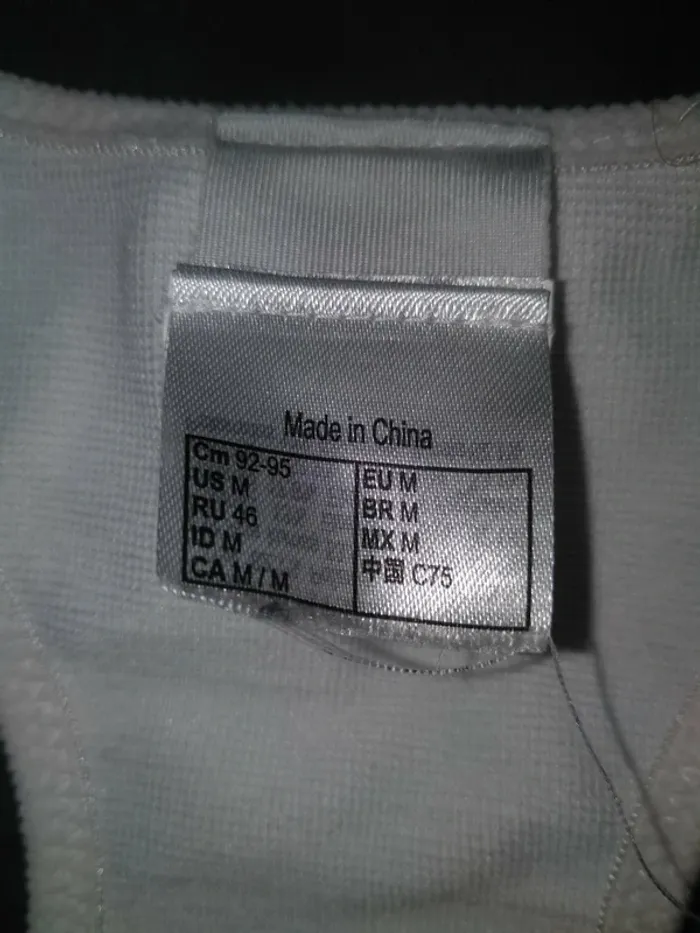 Made in China
Cm 92-95
US M
RU 46
ID M
CA M / M
EU M
BR M
MX M
中国 C75